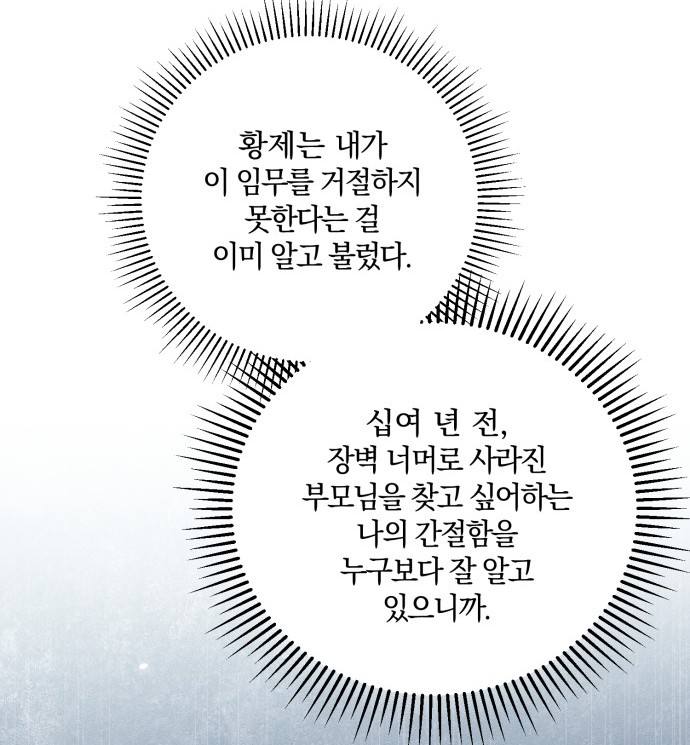 황제는 내가
이 임무를 거절하지
못한다는 걸
이미 알고 불렀다.
십여 년 전,
장벽 너머로 사라진
부모님을 찾고 싶어하는
나의 간절함을
누구보다 잘 알고
있으니까.